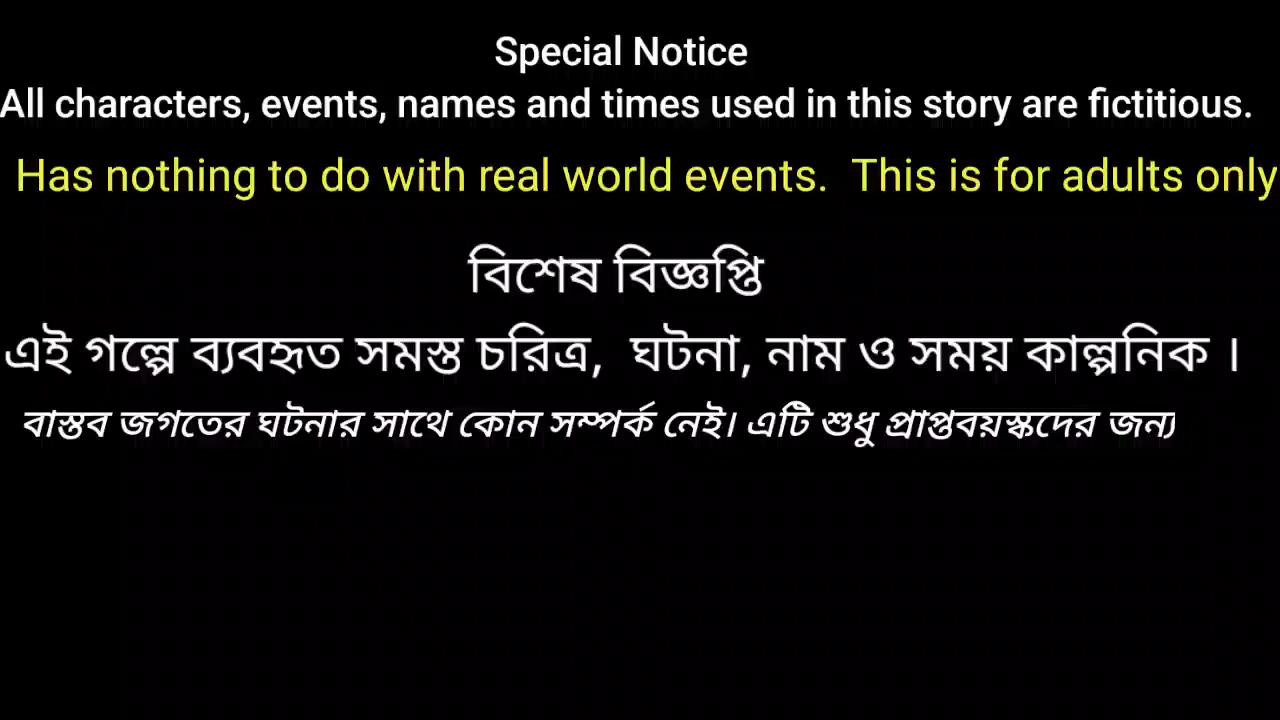 Special Notice
All characters, events, names and times used in this story are fictitious.
Has nothing to do with real world events. This is for adults only
বিশেষ বিজ্ঞপ্তি
এই গল্পে ব্যবহৃত সমস্ত চরিত্র, ঘটনা, নাম ও সময় কাল্পনিক ।
বাস্তব জগতের ঘটনার সাথে কোন সম্পর্ক নেই। এটি শুধু প্রাপ্তবয়স্কদের জন্য